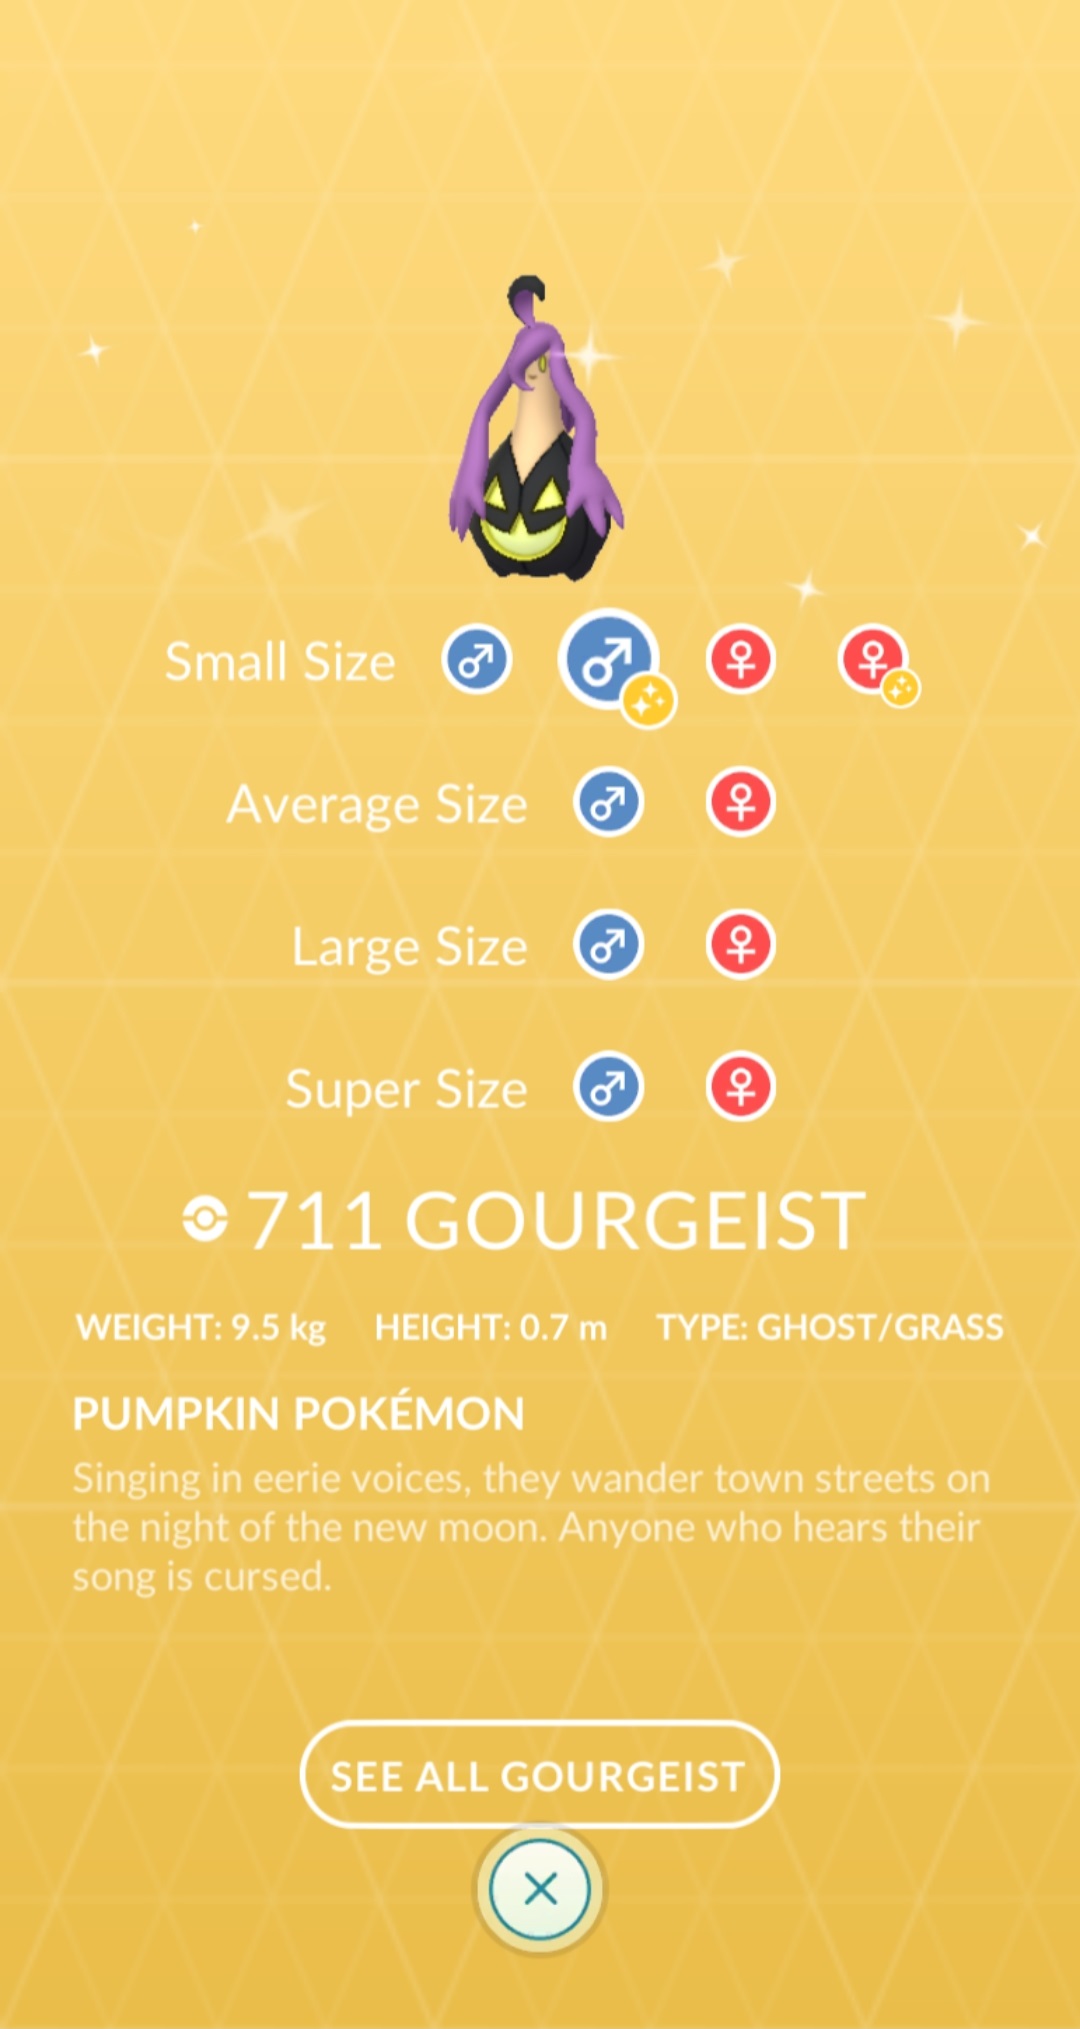 Small Size
Average Size
Large Size
Super Size
711 GOURGEIST
WEIGHT: 9.5 kg HEIGHT: 0.7 m TYPE: GHOST/GRASS
PUMPKIN POKÉMON
Singing in eerie voices, they wander town streets on
the night of the new moon. Anyone who hears their
song is cursed.
SEE ALL GOURGEIST